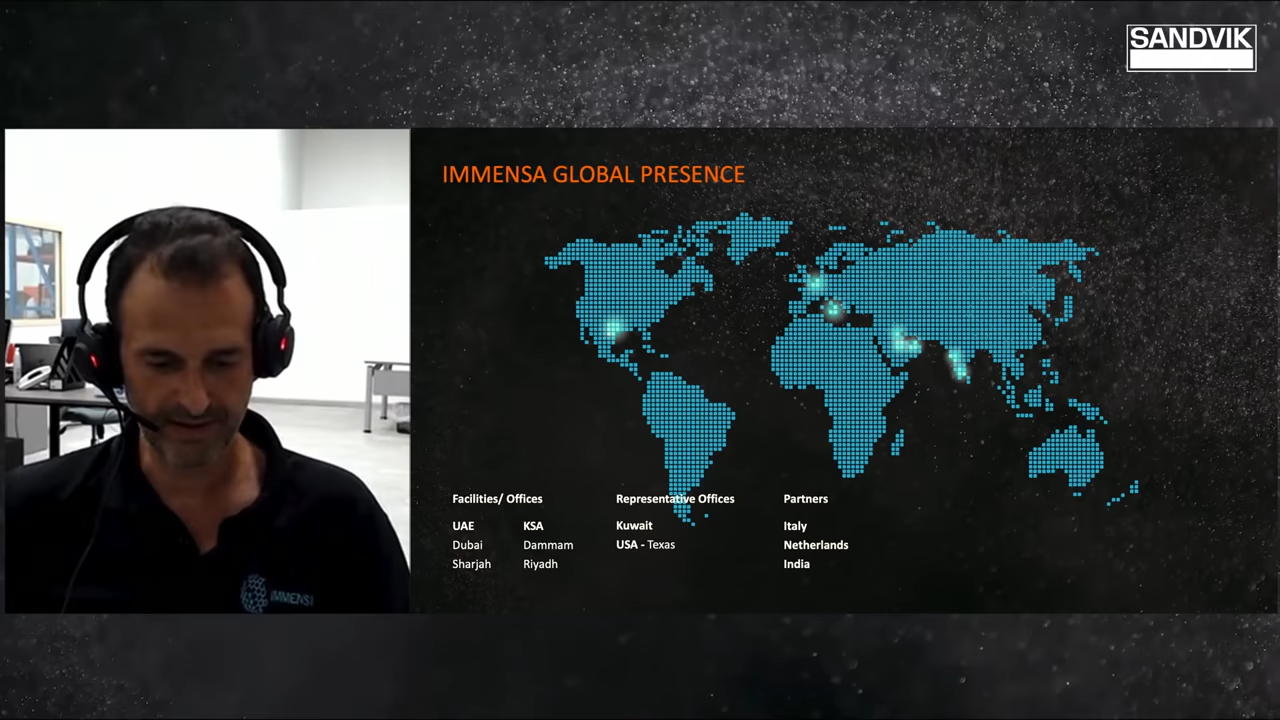 SANDVIK
IMMENSA GLOBAL PRESENCE
Facilities/ Offices
UAE
Dubai
Sharjah
KSA
Dammam
Riyadh
Representative Offices
Kuwait
USA - Texas
Partners
Italy
Netherlands
India
IMMENS